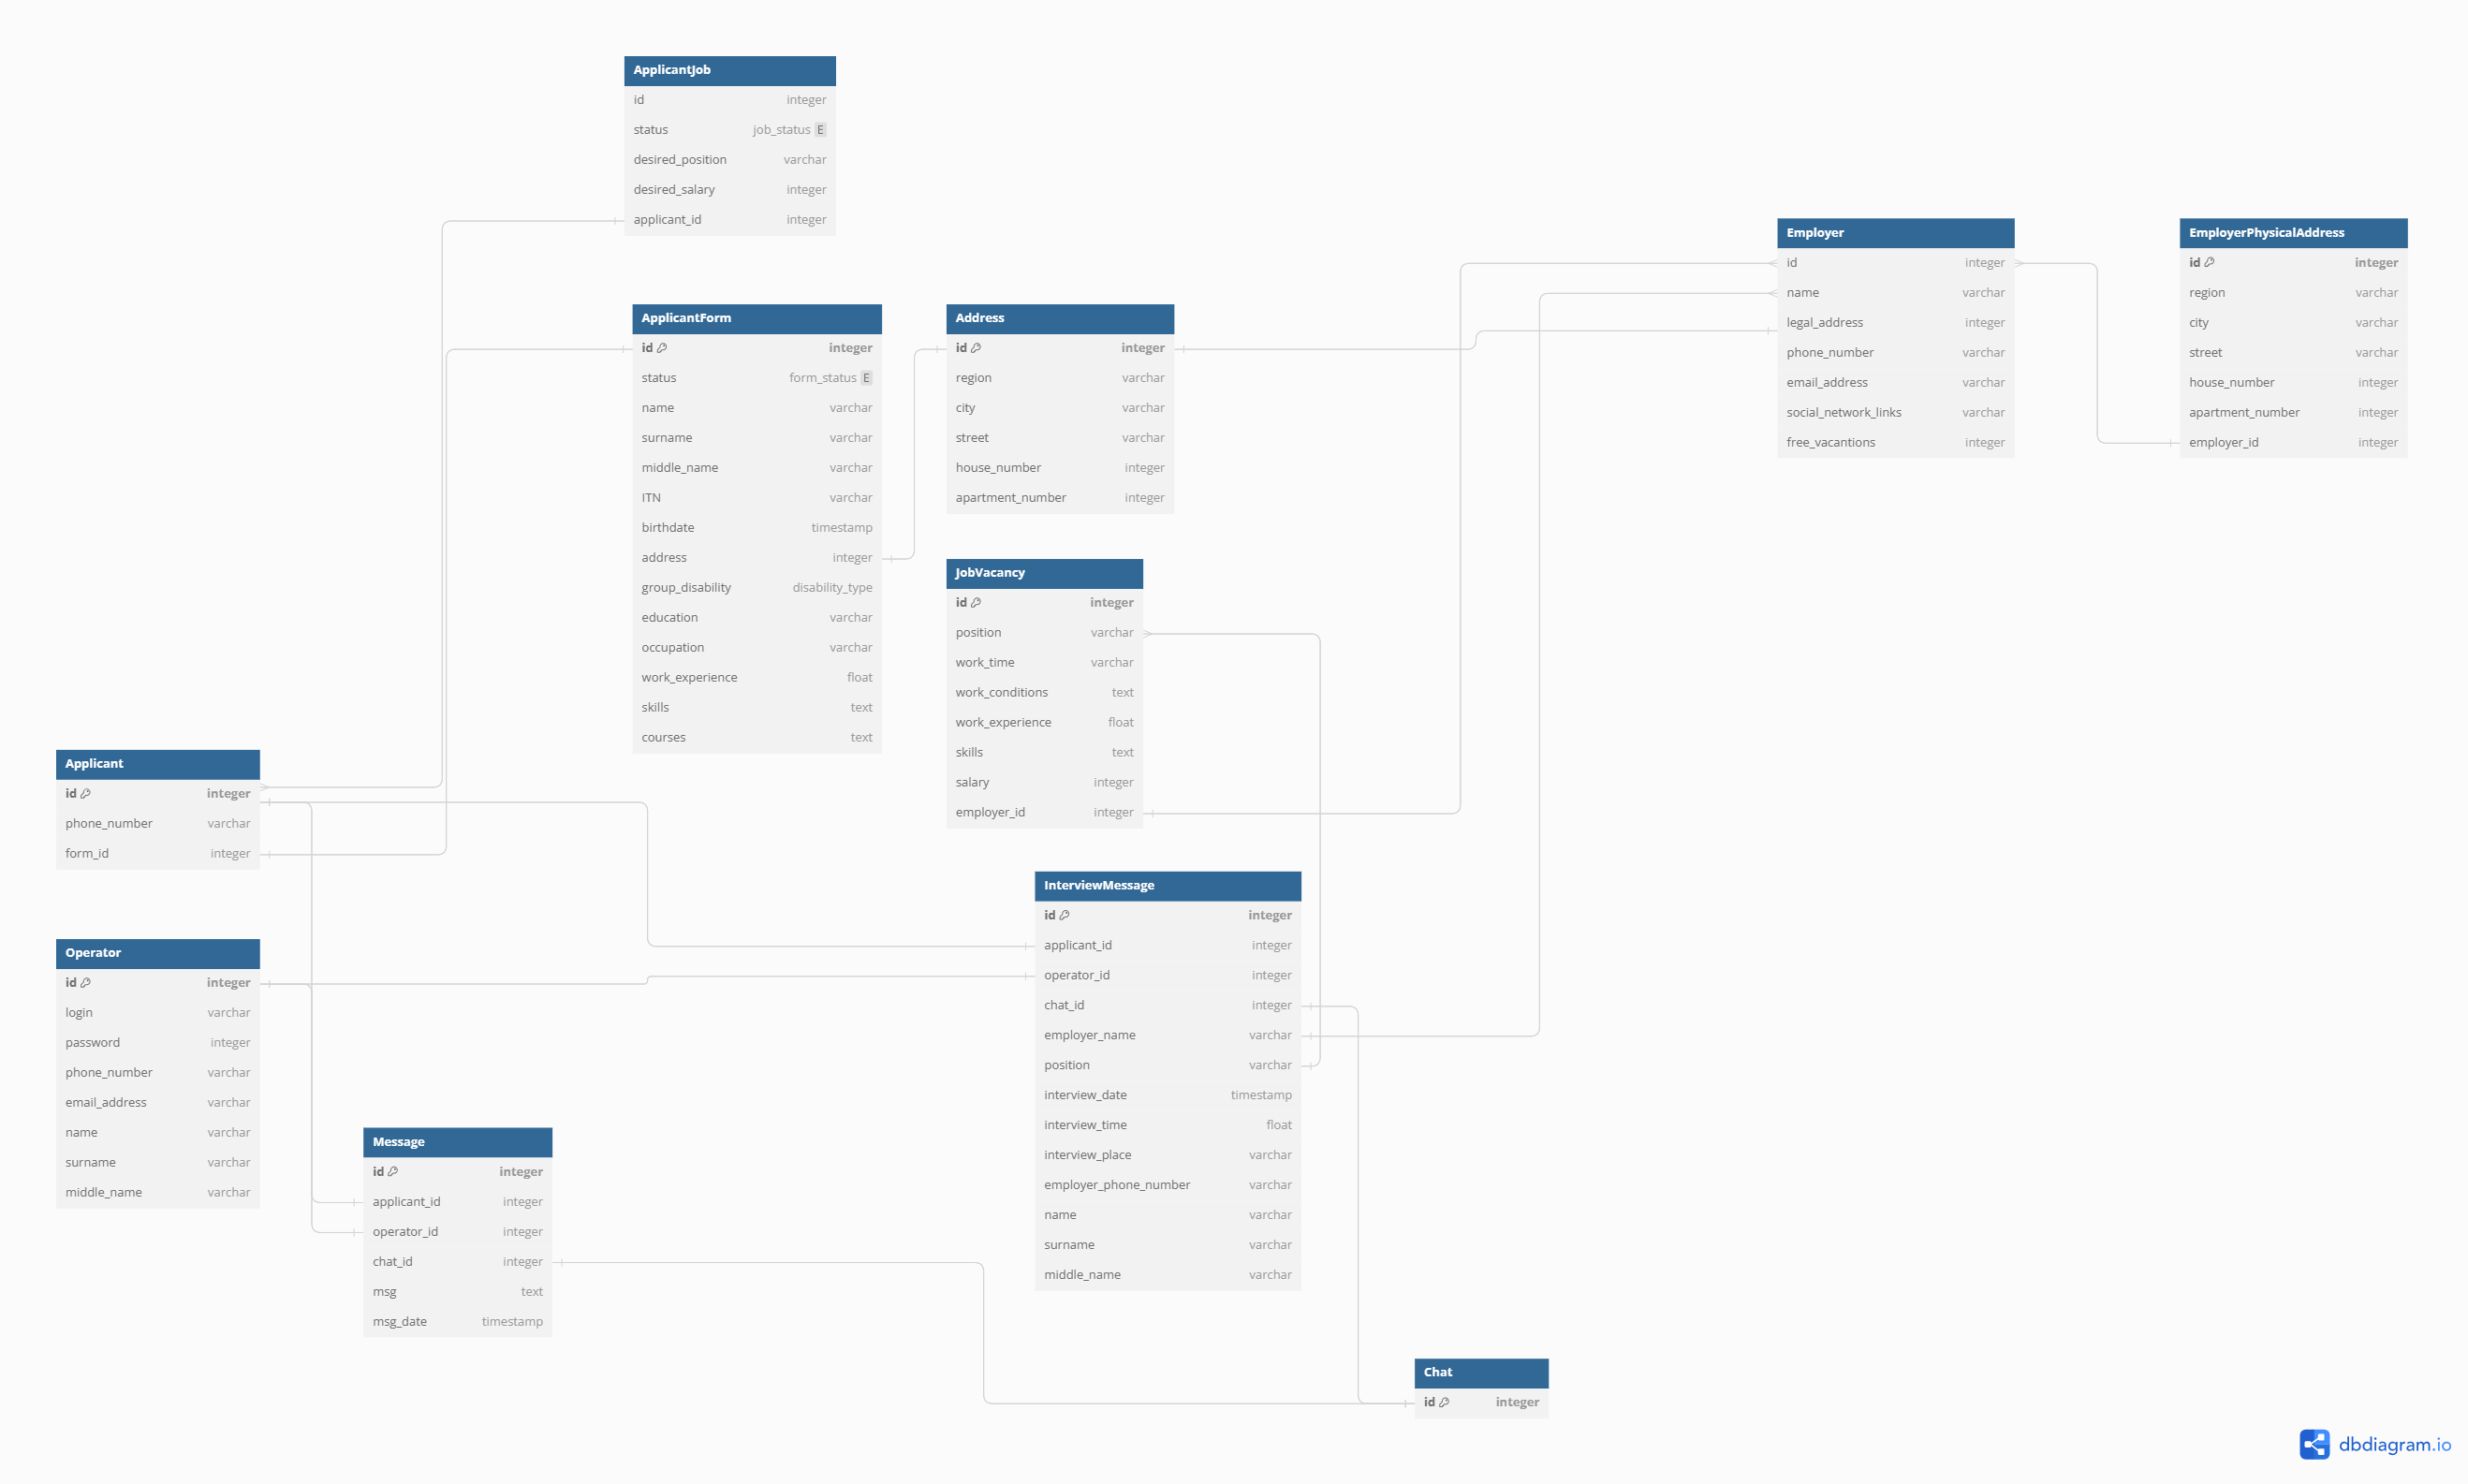 ApplicantJob
id integer
status job_status E
desired_position varchar
desired_salary integer
applicant_id integer
Employer
id integer
name varchar
legal_address integer
phone_number varchar
email_address varchar
social_network_links varchar
free_vacantions integer
EmployerPhysicalAddress
id integer
region varchar
city varchar
street varchar
house_number integer
apartment_number integer
employer_id integer
ApplicantForm
id integer
status form_status E
name varchar
surname varchar
middle_name varchar
ITN varchar
birthdate timestamp
address integer
group_disability disability_type
education varchar
occupation varchar
work_experience float
skills text
courses text
Address
id integer
region varchar
city varchar
street varchar
house_number integer
apartment_number integer
JobVacancy
id integer
position varchar
work_time varchar
work_conditions text
work_experience float
skills text
salary integer
employer_id integer
Applicant
id integer
phone_number varchar
form_id integer
InterviewMessage
id integer
applicant_id integer
operator_id integer
chat_id integer
employer_name varchar
position varchar
interview_date timestamp
interview_time float
interview_place varchar
employer_phone_number varchar
name varchar
surname varchar
middle_name varchar
Operator
id integer
login varchar
password integer
phone_number varchar
email_address varchar
name varchar
surname varchar
middle_name varchar
Message
id integer
applicant_id integer
operator_id integer
chat_id integer
msg text
msg_date timestamp
Chat
id integer
dbdiagram.io